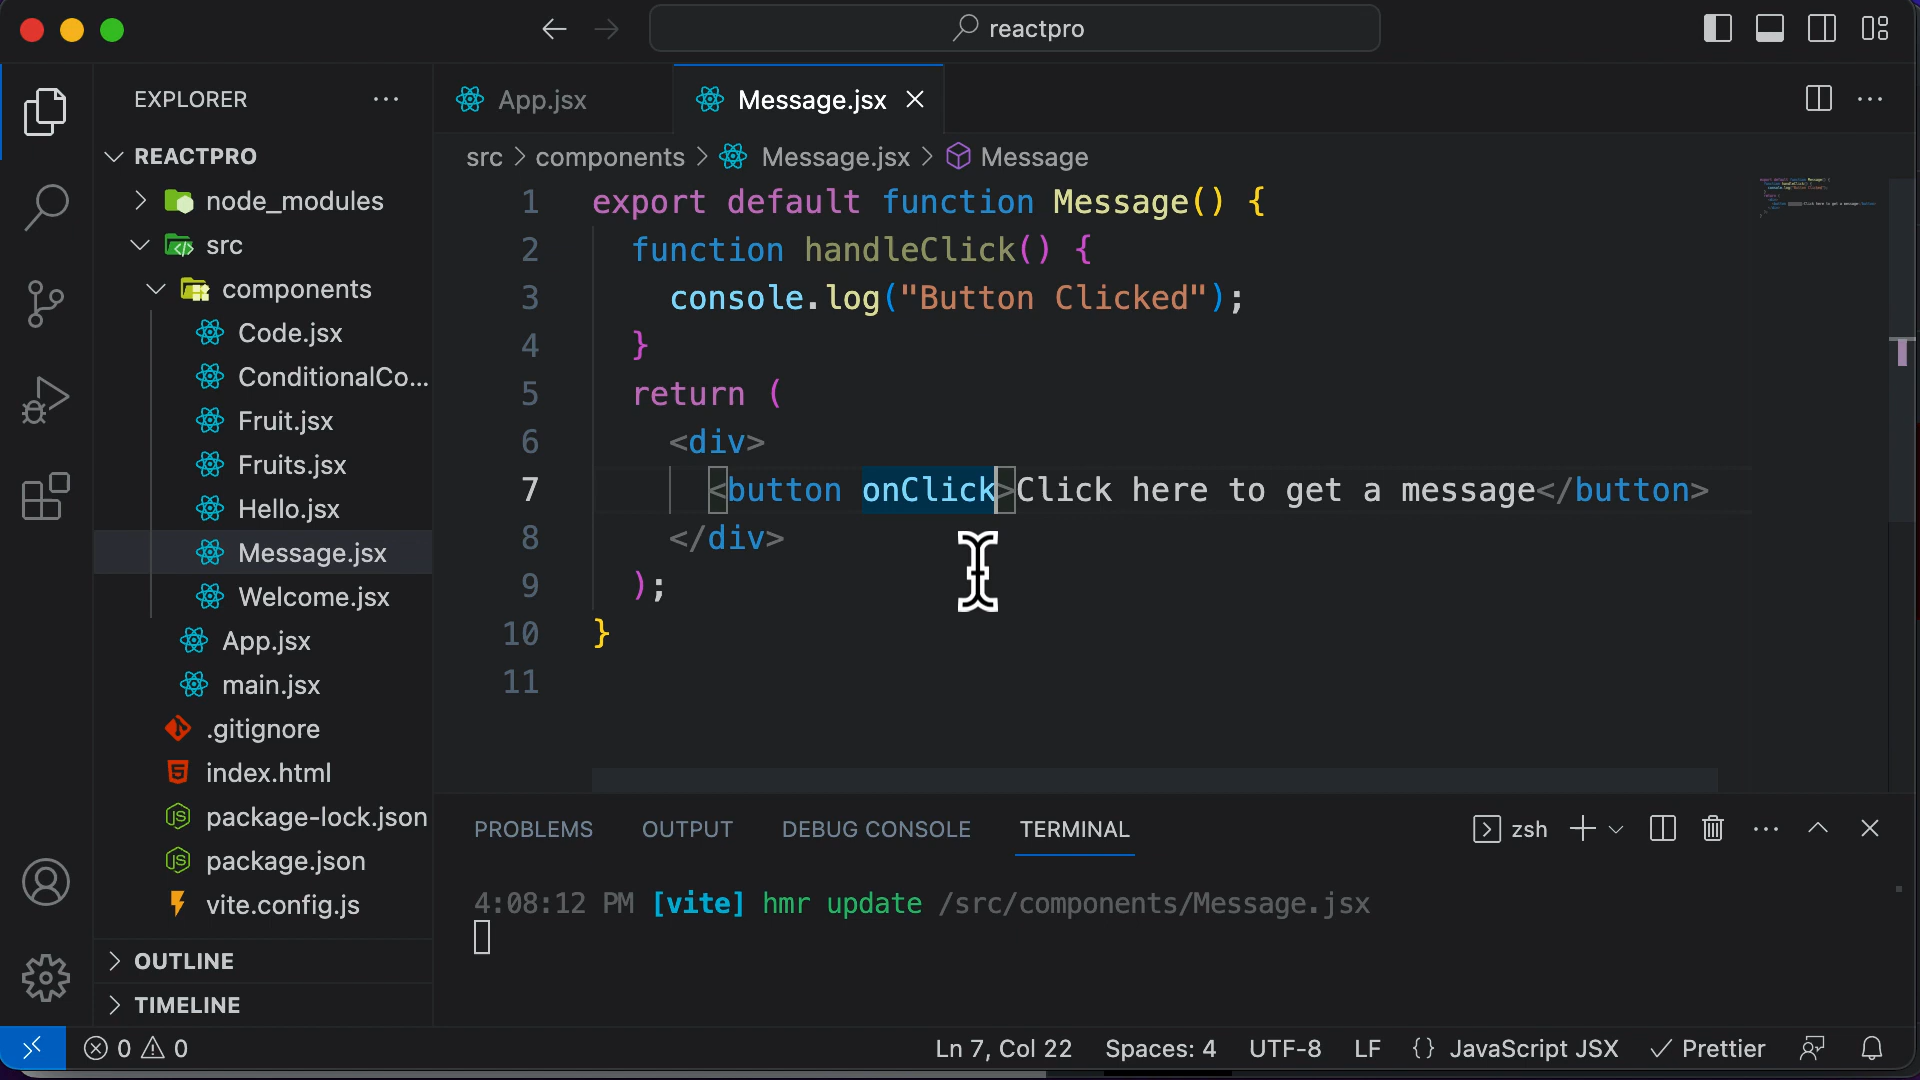 reactpro
EXPLORER
REACTPRO
node_modules
src
components
Code.jsx
ConditionalCo...
Fruit.jsx
Fruits.jsx
Hello.jsx
Message.jsx
Welcome.jsx
App.jsx
main.jsx
.gitignore
index.html
package-lock.json
package.json
vite.config.js
OUTLINE
TIMELINE
App.jsx
Message.jsx
src > components > Message.jsx > Message
1 export default function Message() {
2 function handleClick() {
3 console.log("Button Clicked");
4 }
5 return (
6 <div>
7 <button onClick>Click here to get a message</button>
8 </div>
9 );
10 }
11
PROBLEMS OUTPUT DEBUG CONSOLE TERMINAL
zsh
4:08:12 PM [vite] hmr update /src/components/Message.jsx
0 0
Ln 7, Col 22 Spaces: 4 UTF-8 LF {} JavaScript JSX Prettier